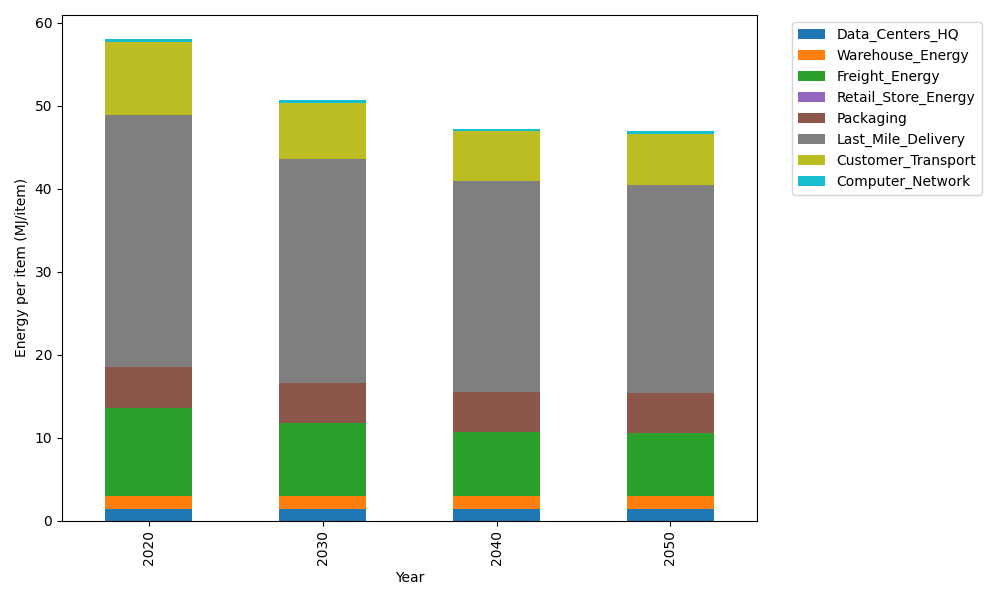 60
50
40
30
20
10
0
Energy per item (MJ/item)
2020
2030
2040
2050
Year
Data_Centers_HQ
Warehouse_Energy
Freight_Energy
Retail_Store_Energy
Packaging
Last_Mile_Delivery
Customer_Transport
Computer_Network